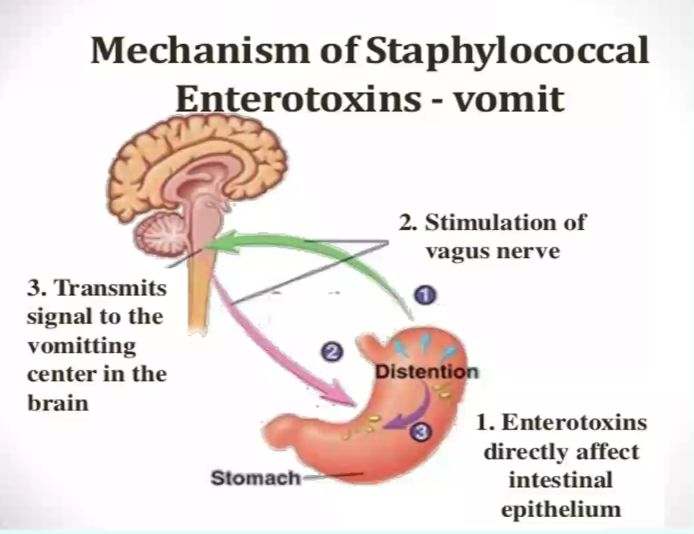 Mechanism of Staphylococcal
Enterotoxins - vomit
2. Stimulation of
vagus nerve
3. Transmits
signal to the
vomitting
center in the
brain
1
2
Distention
3
1. Enterotoxins
directly affect
intestinal
epithelium
Stomach